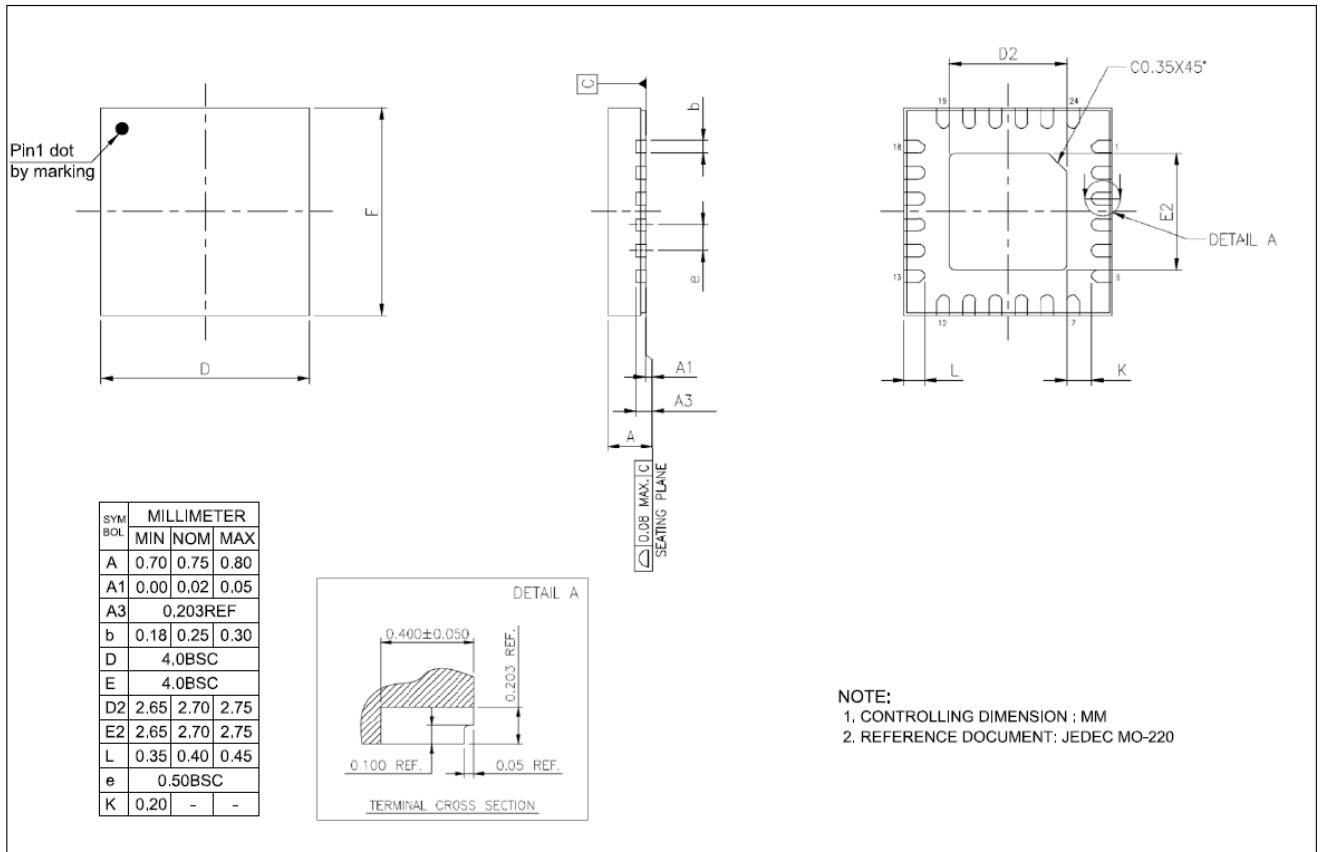 Pin1 dot
by marking
E
D
C
b
e
A1
A3
A
0.08 MAX. C
SEATING PLANE
D2
C0.35X45°
19
24
18
1
E2
DETAIL A
13
6
12
7
L
K
SYM
BOL
MILLIMETER
MIN NOM MAX
A 0.70 0.75 0.80
A1 0.00 0.02 0.05
A3 0.203REF
b 0.18 0.25 0.30
D 4.0BSC
E 4.0BSC
D2 2.65 2.70 2.75
E2 2.65 2.70 2.75
L 0.35 0.40 0.45
e 0.50BSC
K 0.20 - -
DETAIL A
0.400±0.050
0.203 REF.
0.100 REF.
0.05 REF.
TERMINAL CROSS SECTION
NOTE:
1. CONTROLLING DIMENSION : MM
2. REFERENCE DOCUMENT: JEDEC MO-220